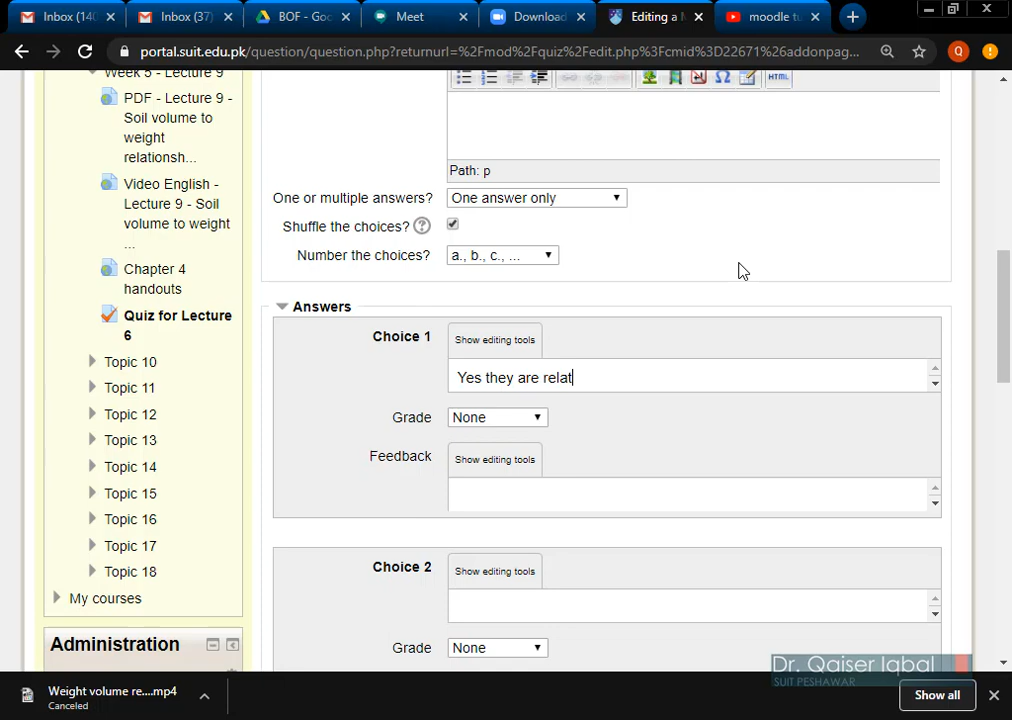 Inbox (140
Inbox (37)
BOF - Goo
Meet
Download
Editing a M
moodle tu
portal.suit.edu.pk/question/question.php?returnurl=%2Fmod%2Fquiz%2Fedit.php%3Fcmid%3D22671%26addonpag...
Q
Week 5 - Lecture 9
PDF - Lecture 9 -
Soil volume to
weight
relationsh...
Video English -
Lecture 9 - Soil
volume to weight
...
Chapter 4
handouts
Quiz for Lecture
6
Topic 10
Topic 11
Topic 12
Topic 13
Topic 14
Topic 15
Topic 16
Topic 17
Topic 18
My courses
Administration
HTML
Path: p
One or multiple answers? One answer only
Shuffle the choices?
Number the choices? a., b., c., ...
Answers
Choice 1 Show editing tools
Yes they are relat
Grade None
Feedback Show editing tools
Choice 2 Show editing tools
Grade None
Dr. Qaiser Iqbal
SUIT PESHAWAR
Weight volume re....mp4
Canceled
Show all